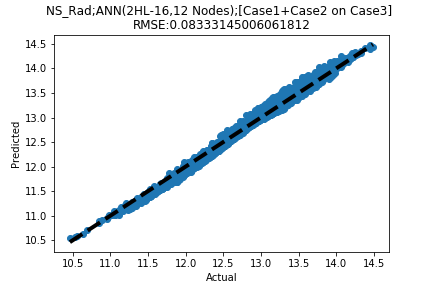 NS_Rad;ANN(2HL-16,12 Nodes);[Case1+Case2 on Case3]
RMSE:0.08333145006061812
14.5
14.0
13.5
13.0
12.5
12.0
11.5
11.0
10.5
Predicted
10.5 11.0 11.5 12.0 12.5 13.0 13.5 14.0 14.5
Actual